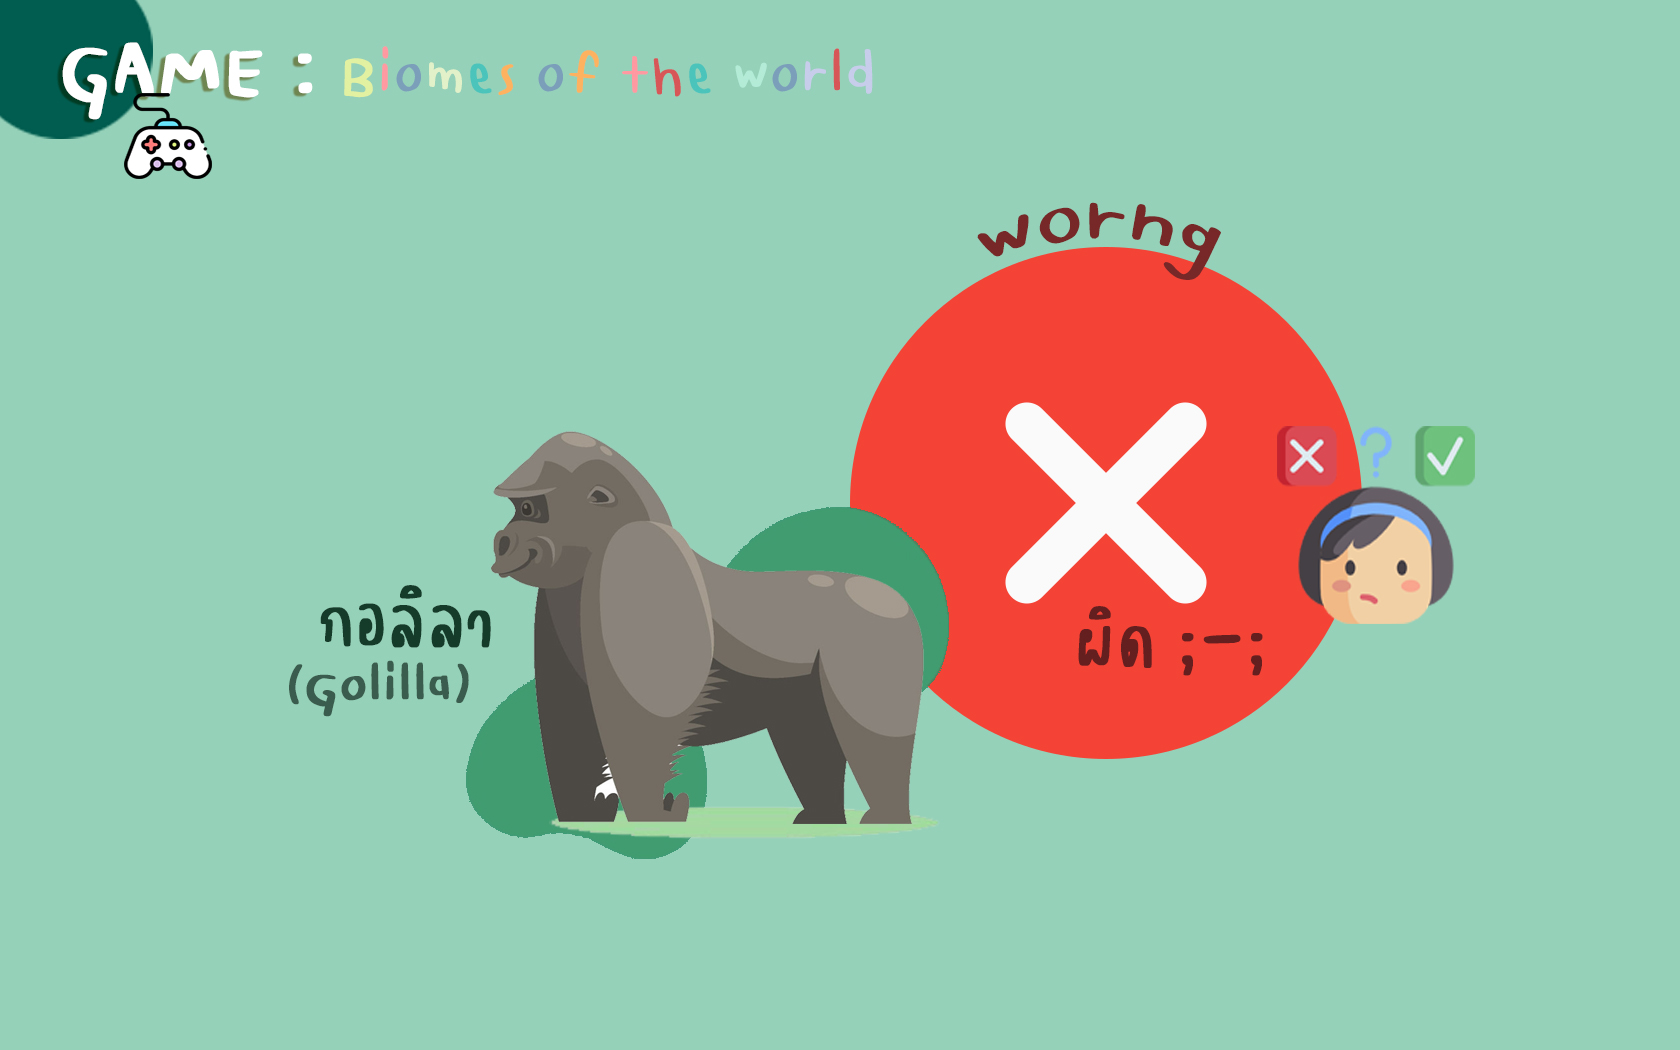 GAME : Biomes of the world
worng
กอลิลา
(Golilla)
ผิด ;-;